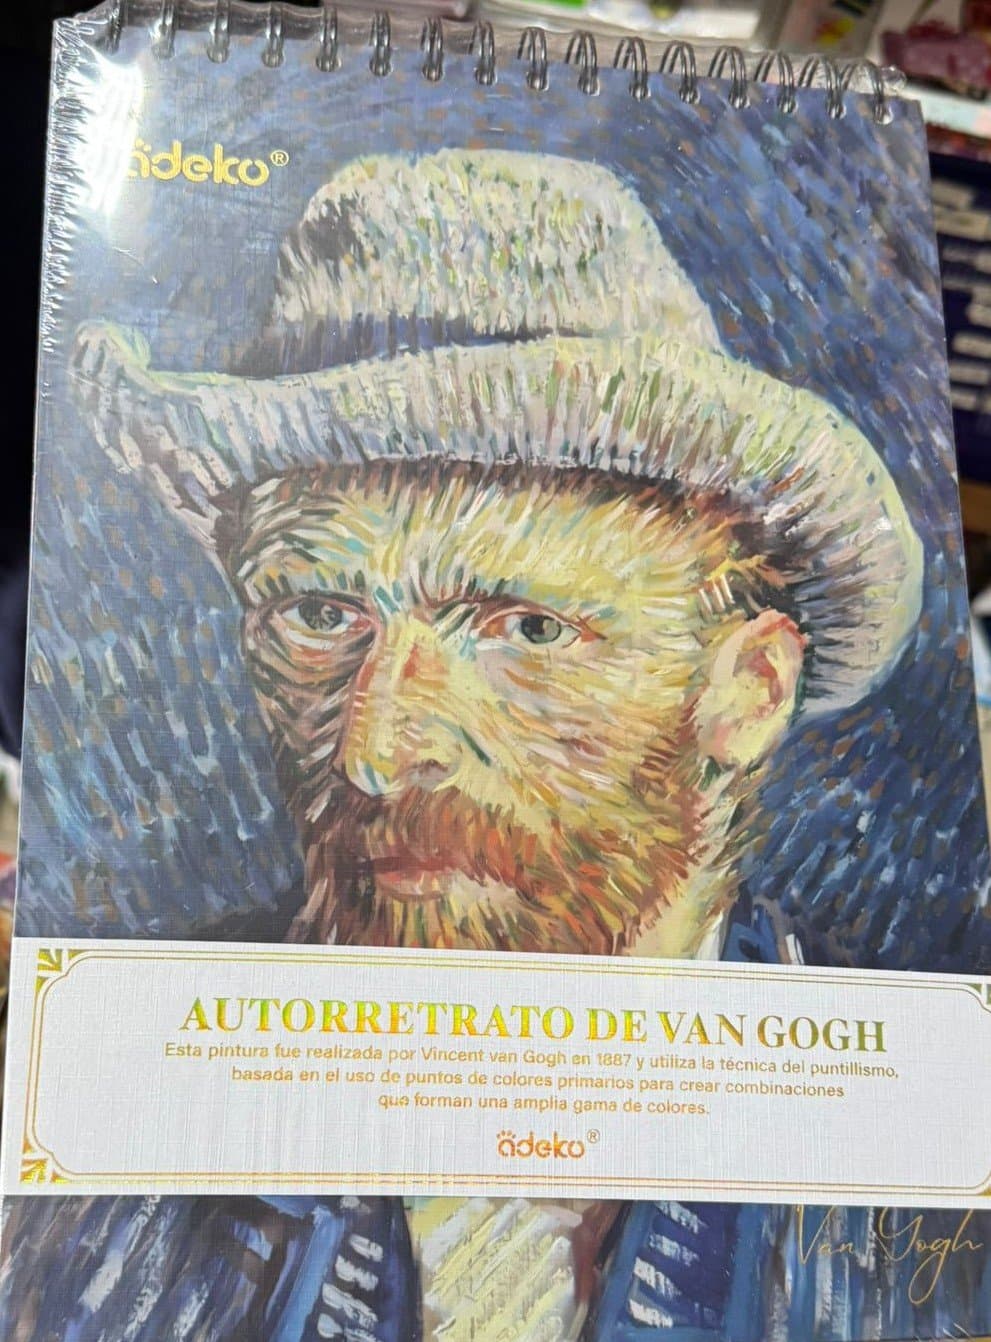 ädeko®
AUTORRETRATO DE VAN GOGH
Esta pintura fue realizada por Vincent van Gogh en 1887 y utiliza la técnica del puntillismo,
basada en el uso de puntos de colores primarios para crear combinaciones
que forman una amplia gama de colores.
ädeko®
Van Gogh